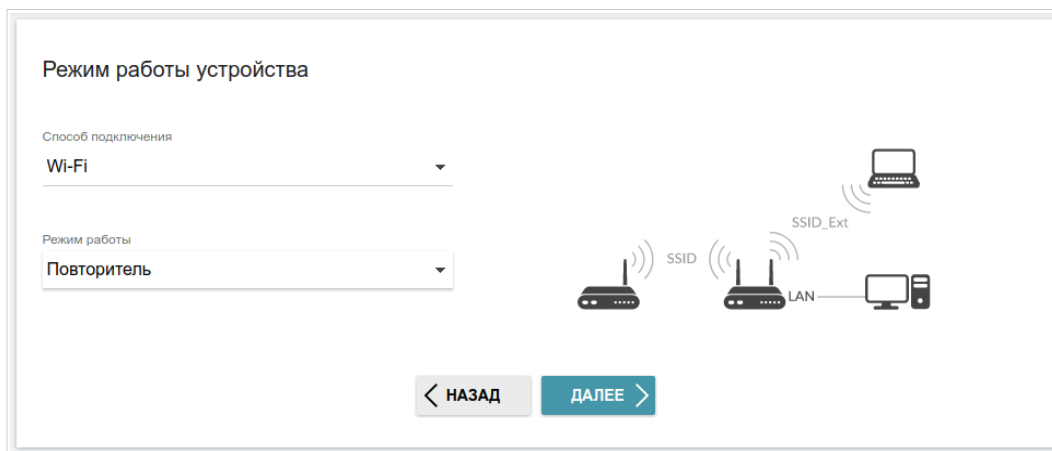 Режим работы устройства
Способ подключения
Wi-Fi
SSID_Ext
Режим работы
Повторитель
SSID
LAN
НАЗАД
ДАЛЕЕ